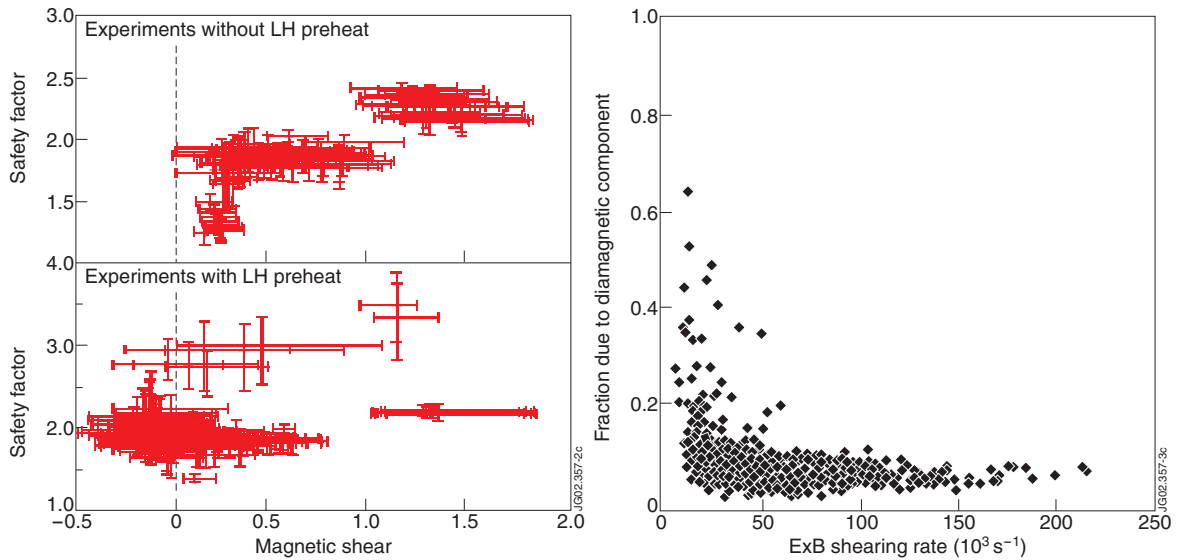 3.0
2.5
2.0
1.5
4.0
3.0
2.0
1.0
Safety factor
Safety factor
Experiments without LH preheat
Experiments with LH preheat
–0.5 0 0.5 1.0 1.5 2.0
Magnetic shear
JG02.357-2c
1.0
0.8
0.6
0.4
0.2
0
Fraction due to diamagnetic component
0 50 100 150 200 250
ExB shearing rate (10³ s⁻¹)
JG02.357-3c